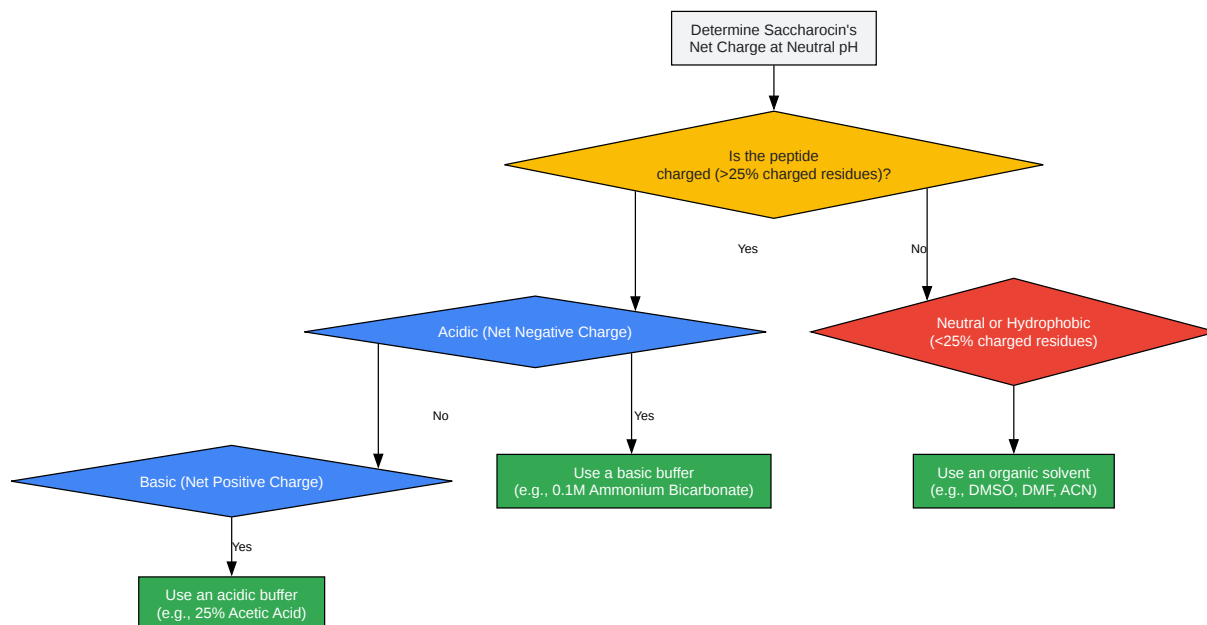 Determine Saccharocin's
Net Charge at Neutral pH
Is the peptide
charged (>25% charged residues)?
Yes
No
Acidic (Net Negative Charge)
Neutral or Hydrophobic
(<25% charged residues)
No
Yes
Basic (Net Positive Charge)
Use a basic buffer
(e.g., 0.1M Ammonium Bicarbonate)
Use an organic solvent
(e.g., DMSO, DMF, ACN)
Yes
Use an acidic buffer
(e.g., 25% Acetic Acid)